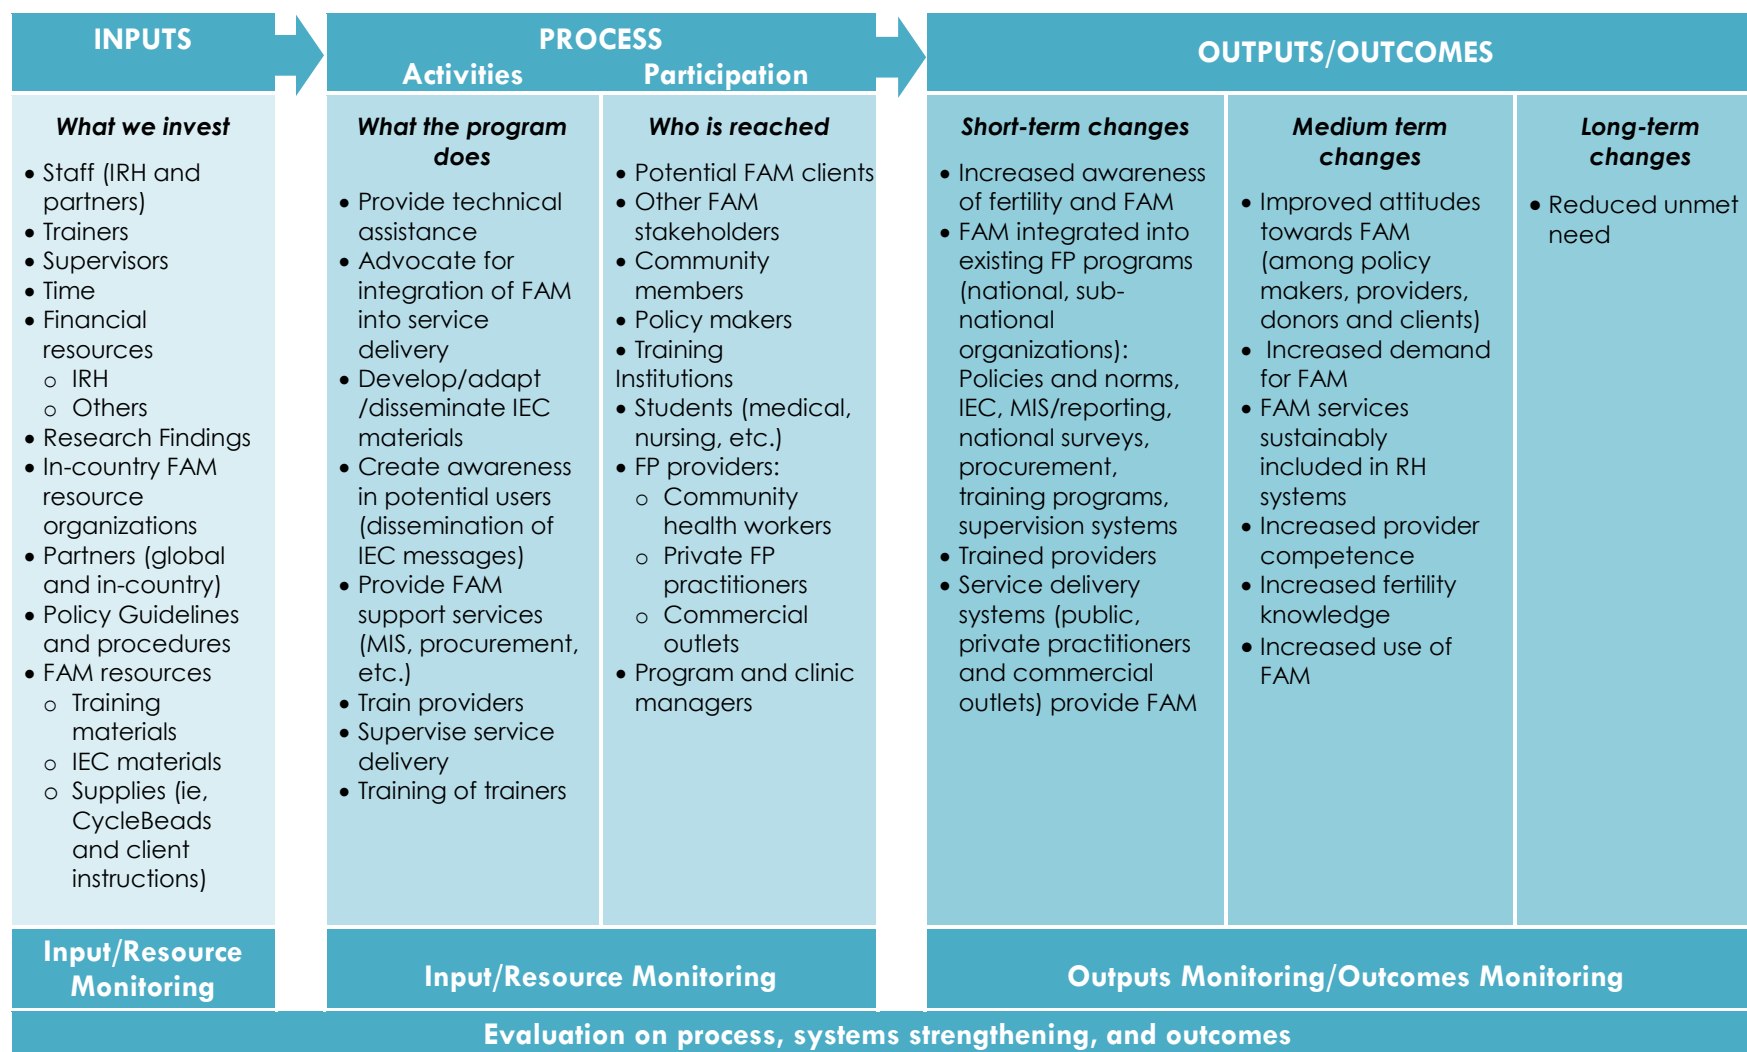 INPUTS
What we invest
• Staff (IRH and
partners)
• Trainers
• Supervisors
• Time
• Financial
resources
o IRH
o Others
• Research Findings
• In-country FAM
resource
organizations
• Partners (global
and in-country)
• Policy Guidelines
and procedures
• FAM resources
o Training
materials
o IEC materials
o Supplies (ie,
CycleBeads
and client
instructions)
Input/Resource
Monitoring
PROCESS
Activities
What the program
does
• Provide technical
assistance
• Advocate for
integration of FAM
into service
delivery
• Develop/adapt
/disseminate IEC
materials
• Create awareness
in potential users
(dissemination of
IEC messages)
• Provide FAM
support services
(MIS, procurement,
etc.)
• Train providers
• Supervise service
delivery
• Training of trainers
Participation
Who is reached
• Potential FAM clients
• Other FAM
stakeholders
• Community
members
• Policy makers
• Training
Institutions
• Students (medical,
nursing, etc.)
• FP providers:
o Community
health workers
o Private FP
practitioners
o Commercial
outlets
• Program and clinic
managers
Input/Resource Monitoring
OUTPUTS/OUTCOMES
Short-term changes
• Increased awareness
of fertility and FAM
• FAM integrated into
existing FP programs
(national, sub-
national
organizations):
Policies and norms,
IEC, MIS/reporting,
national surveys,
procurement,
training programs,
supervision systems
• Trained providers
• Service delivery
systems (public,
private practitioners
and commercial
outlets) provide FAM
Medium term
changes
• Improved attitudes
towards FAM
(among policy
makers, providers,
donors and clients)
• Increased demand
for FAM
• FAM services
sustainably
included in RH
systems
• Increased provider
competence
• Increased fertility
knowledge
• Increased use of
FAM
Long-term
changes
• Reduced unmet
need
Outputs Monitoring/Outcomes Monitoring
Evaluation on process, systems strengthening, and outcomes